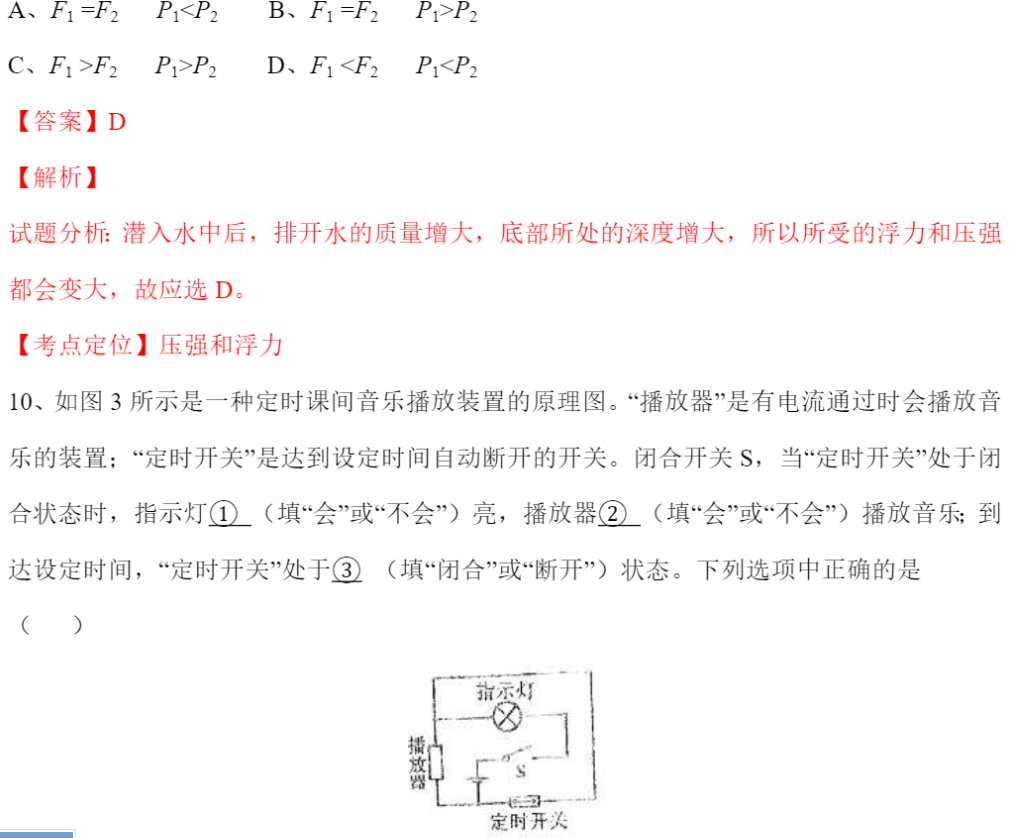 A、F₁ =F₂ P₁<P₂ B、F₁ =F₂ P₁>P₂
C、F₁ >F₂ P₁>P₂ D、F₁ <F₂ P₁<P₂
【答案】D
【解析】
试题分析：潜入水中后，排开水的质量增大，底部所处的深度增大，所以所受的浮力和压强
都会变大，故应选 D。
【考点定位】压强和浮力
10、如图 3 所示是一种定时课间音乐播放装置的原理图。“播放器”是有电流通过时会播放音
乐的装置；“定时开关”是达到设定时间自动断开的开关。闭合开关 S，当“定时开关”处于闭
合状态时，指示灯① （填“会”或“不会”）亮，播放器② （填“会”或“不会”）播放音乐；到
达设定时间，“定时开关”处于③ （填“闭合”或“断开”）状态。下列选项中正确的是
（ ）
指示灯
播放器
S
定时开关